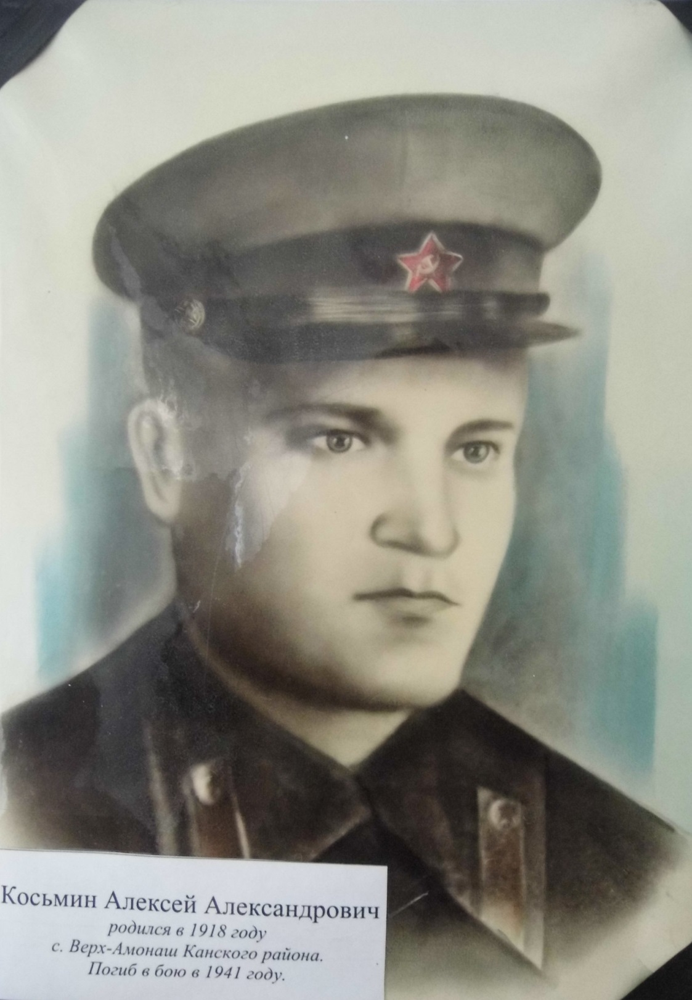 Косьмин Алексей Александрович
родился в 1918 году
с. Верх-Амонаш Канского района.
Погиб в бою в 1941 году.